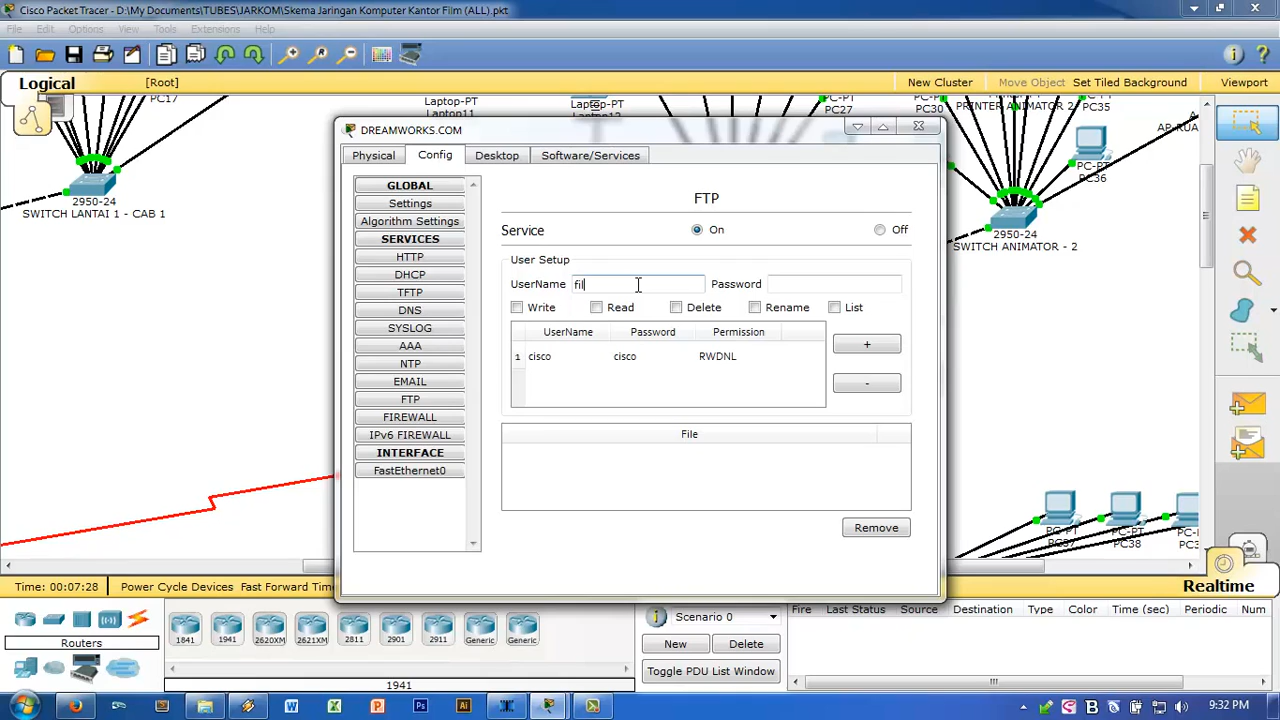 Cisco Packet Tracer - D:\My Documents\TUBES\JARKOM\Skema Jaringan Komputer Kantor Film (ALL).pkt
File Edit Options View Tools Extensions Help
Logical [Root] New Cluster Move Object Set Tiled Background Viewport
PC17
Laptop-PT
Laptop11
Laptop-PT
PC-PT
PC27
PC-PT
PC30
PRINTER ANIMATOR 2
PC-PT
PC35
AP-RUA
PC-PT
PC36
2950-24
SWITCH LANTAI 1 - CAB 1
2950-24
SWITCH ANIMATOR - 2
PC-PT
PC37
PC-PT
PC38
PC-PT
DREAMWORKS.COM
Physical Config Desktop Software/Services
GLOBAL
Settings
Algorithm Settings
SERVICES
HTTP
DHCP
TFTP
DNS
SYSLOG
AAA
NTP
EMAIL
FTP
FIREWALL
IPv6 FIREWALL
INTERFACE
FastEthernet0
FTP
Service On Off
User Setup
UserName fil Password
Write Read Delete Rename List
UserName Password Permission
1 cisco cisco RWDNL
+
-
File
Remove
Time: 00:07:28 Power Cycle Devices Fast Forward Time
Realtime
Routers
1841 1941 2620XM 2621XM 2811 2901 2911 Generic Generic
1941
Scenario 0
New Delete
Toggle PDU List Window
Fire Last Status Source Destination Type Color Time (sec) Periodic Num
9:32 PM